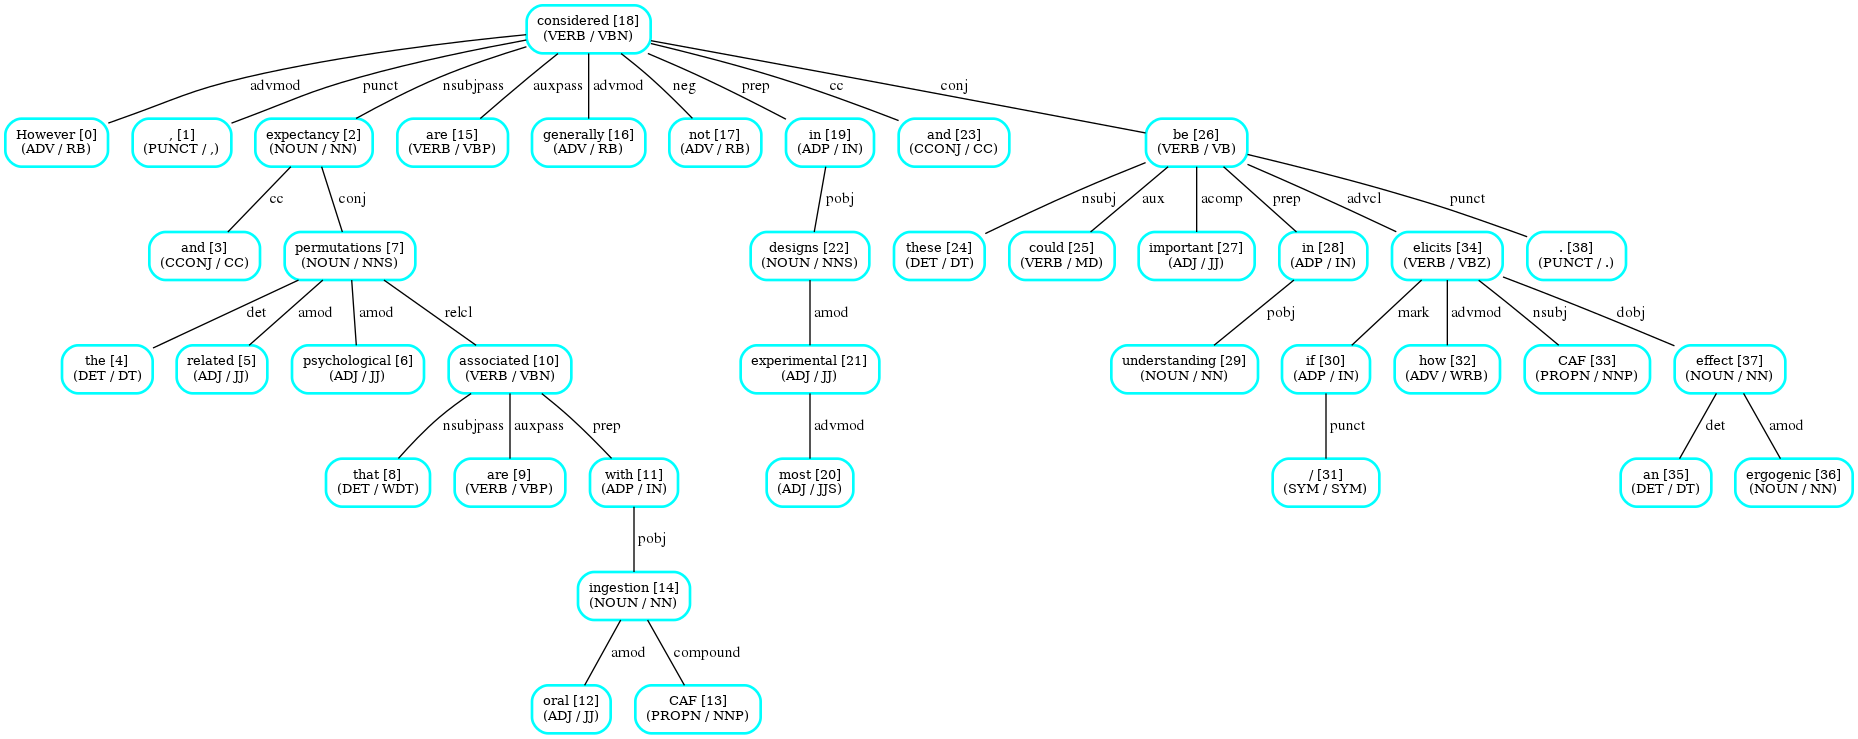 considered [18]
(VERB / VBN)
advmod
punct
nsubjpass
auxpass
advmod
neg
prep
cc
conj
However [0]
(ADV / RB)
, [1]
(PUNCT / ,)
expectancy [2]
(NOUN / NN)
are [15]
(VERB / VBP)
generally [16]
(ADV / RB)
not [17]
(ADV / RB)
in [19]
(ADP / IN)
and [23]
(CCONJ / CC)
be [26]
(VERB / VB)
cc
conj
pobj
nsubj
aux
acomp
prep
advcl
punct
and [3]
(CCONJ / CC)
permutations [7]
(NOUN / NNS)
designs [22]
(NOUN / NNS)
these [24]
(DET / DT)
could [25]
(VERB / MD)
important [27]
(ADJ / JJ)
in [28]
(ADP / IN)
elicits [34]
(VERB / VBZ)
. [38]
(PUNCT / .)
det
amod
amod
relcl
amod
pobj
mark
advmod
nsubj
dobj
the [4]
(DET / DT)
related [5]
(ADJ / JJ)
psychological [6]
(ADJ / JJ)
associated [10]
(VERB / VBN)
experimental [21]
(ADJ / JJ)
understanding [29]
(NOUN / NN)
if [30]
(ADP / IN)
how [32]
(ADV / WRB)
CAF [33]
(PROPN / NNP)
effect [37]
(NOUN / NN)
nsubjpass
auxpass
prep
advmod
punct
det
amod
that [8]
(DET / WDT)
are [9]
(VERB / VBP)
with [11]
(ADP / IN)
most [20]
(ADJ / JJS)
/ [31]
(SYM / SYM)
an [35]
(DET / DT)
ergogenic [36]
(NOUN / NN)
pobj
ingestion [14]
(NOUN / NN)
amod
compound
oral [12]
(ADJ / JJ)
CAF [13]
(PROPN / NNP)